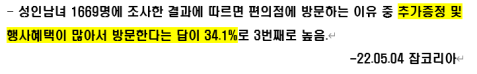 - 성인남녀 1669명에 조사한 결과에 따르면 편의점에 방문하는 이유 중 추가증정 및
행사혜택이 많아서 방문한다는 답이 34.1%로 3번째로 높음.
-22.05.04 잡코리아